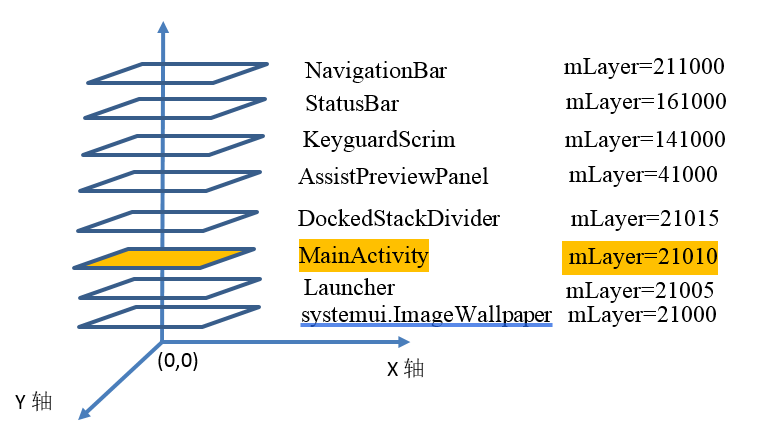 NavigationBar mLayer=211000
StatusBar mLayer=161000
KeyguardScrim mLayer=141000
AssistPreviewPanel mLayer=41000
DockedStackDivider mLayer=21015
MainActivity mLayer=21010
Launcher mLayer=21005
systemui.ImageWallpaper mLayer=21000
(0,0)
X 轴
Y 轴